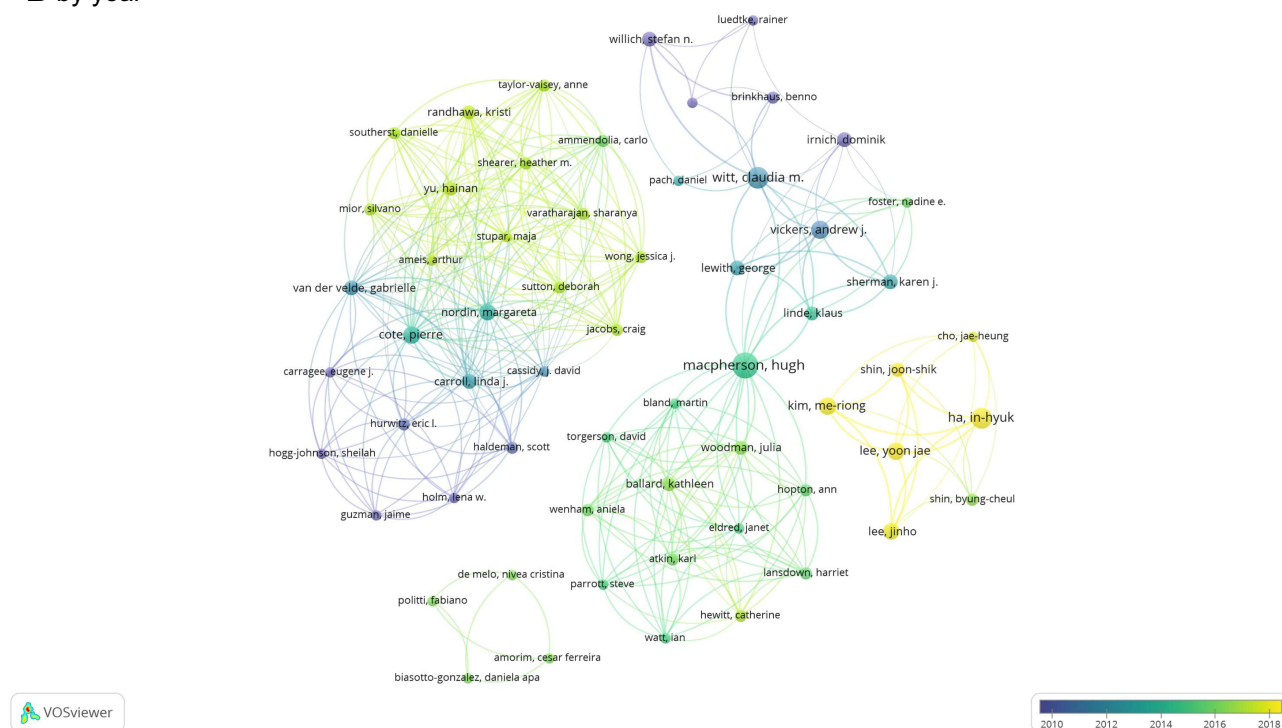 B by year
luedtke, rainer
willich, stefan n.
taylor-vaisey, anne
brinkhaus, benno
randhawa, kristi
southerst, danielle
ammendolia, carlo
irnich, dominik
shearer, heather m.
pach, daniel
witt, claudia m.
yu, hainan
foster, nadine e.
mior, silvano
varatharajan, sharanya
vickers, andrew j.
stupar, maja
wong, jessica j.
ameis, arthur
lewith, george
sherman, karen j.
van der velde, gabrielle
sutton, deborah
nordin, margareta
linde, klaus
jacobs, craig
cote, pierre
cho, jae-heung
macpherson, hugh
carragee, eugene j.
cassidy, j. david
shin, joon-shik
carroll, linda j.
bland, martin
kim, me-riong
ha, in-hyuk
hurwitz, eric l.
torgerson, david
haldeman, scott
woodman, julia
lee, yoon jae
hogg-johnson, sheilah
ballard, kathleen
hopton, ann
holm, lena w.
shin, byung-cheul
wenham, aniela
guzman, jaime
eldred, janet
lee, jinho
atkin, karl
de melo, nivea cristina
lansdown, harriet
parrott, steve
politti, fabiano
hewitt, catherine
watt, ian
amorim, cesar ferreira
biasotto-gonzalez, daniela apa
VOSviewer
2010 2012 2014 2016 2018